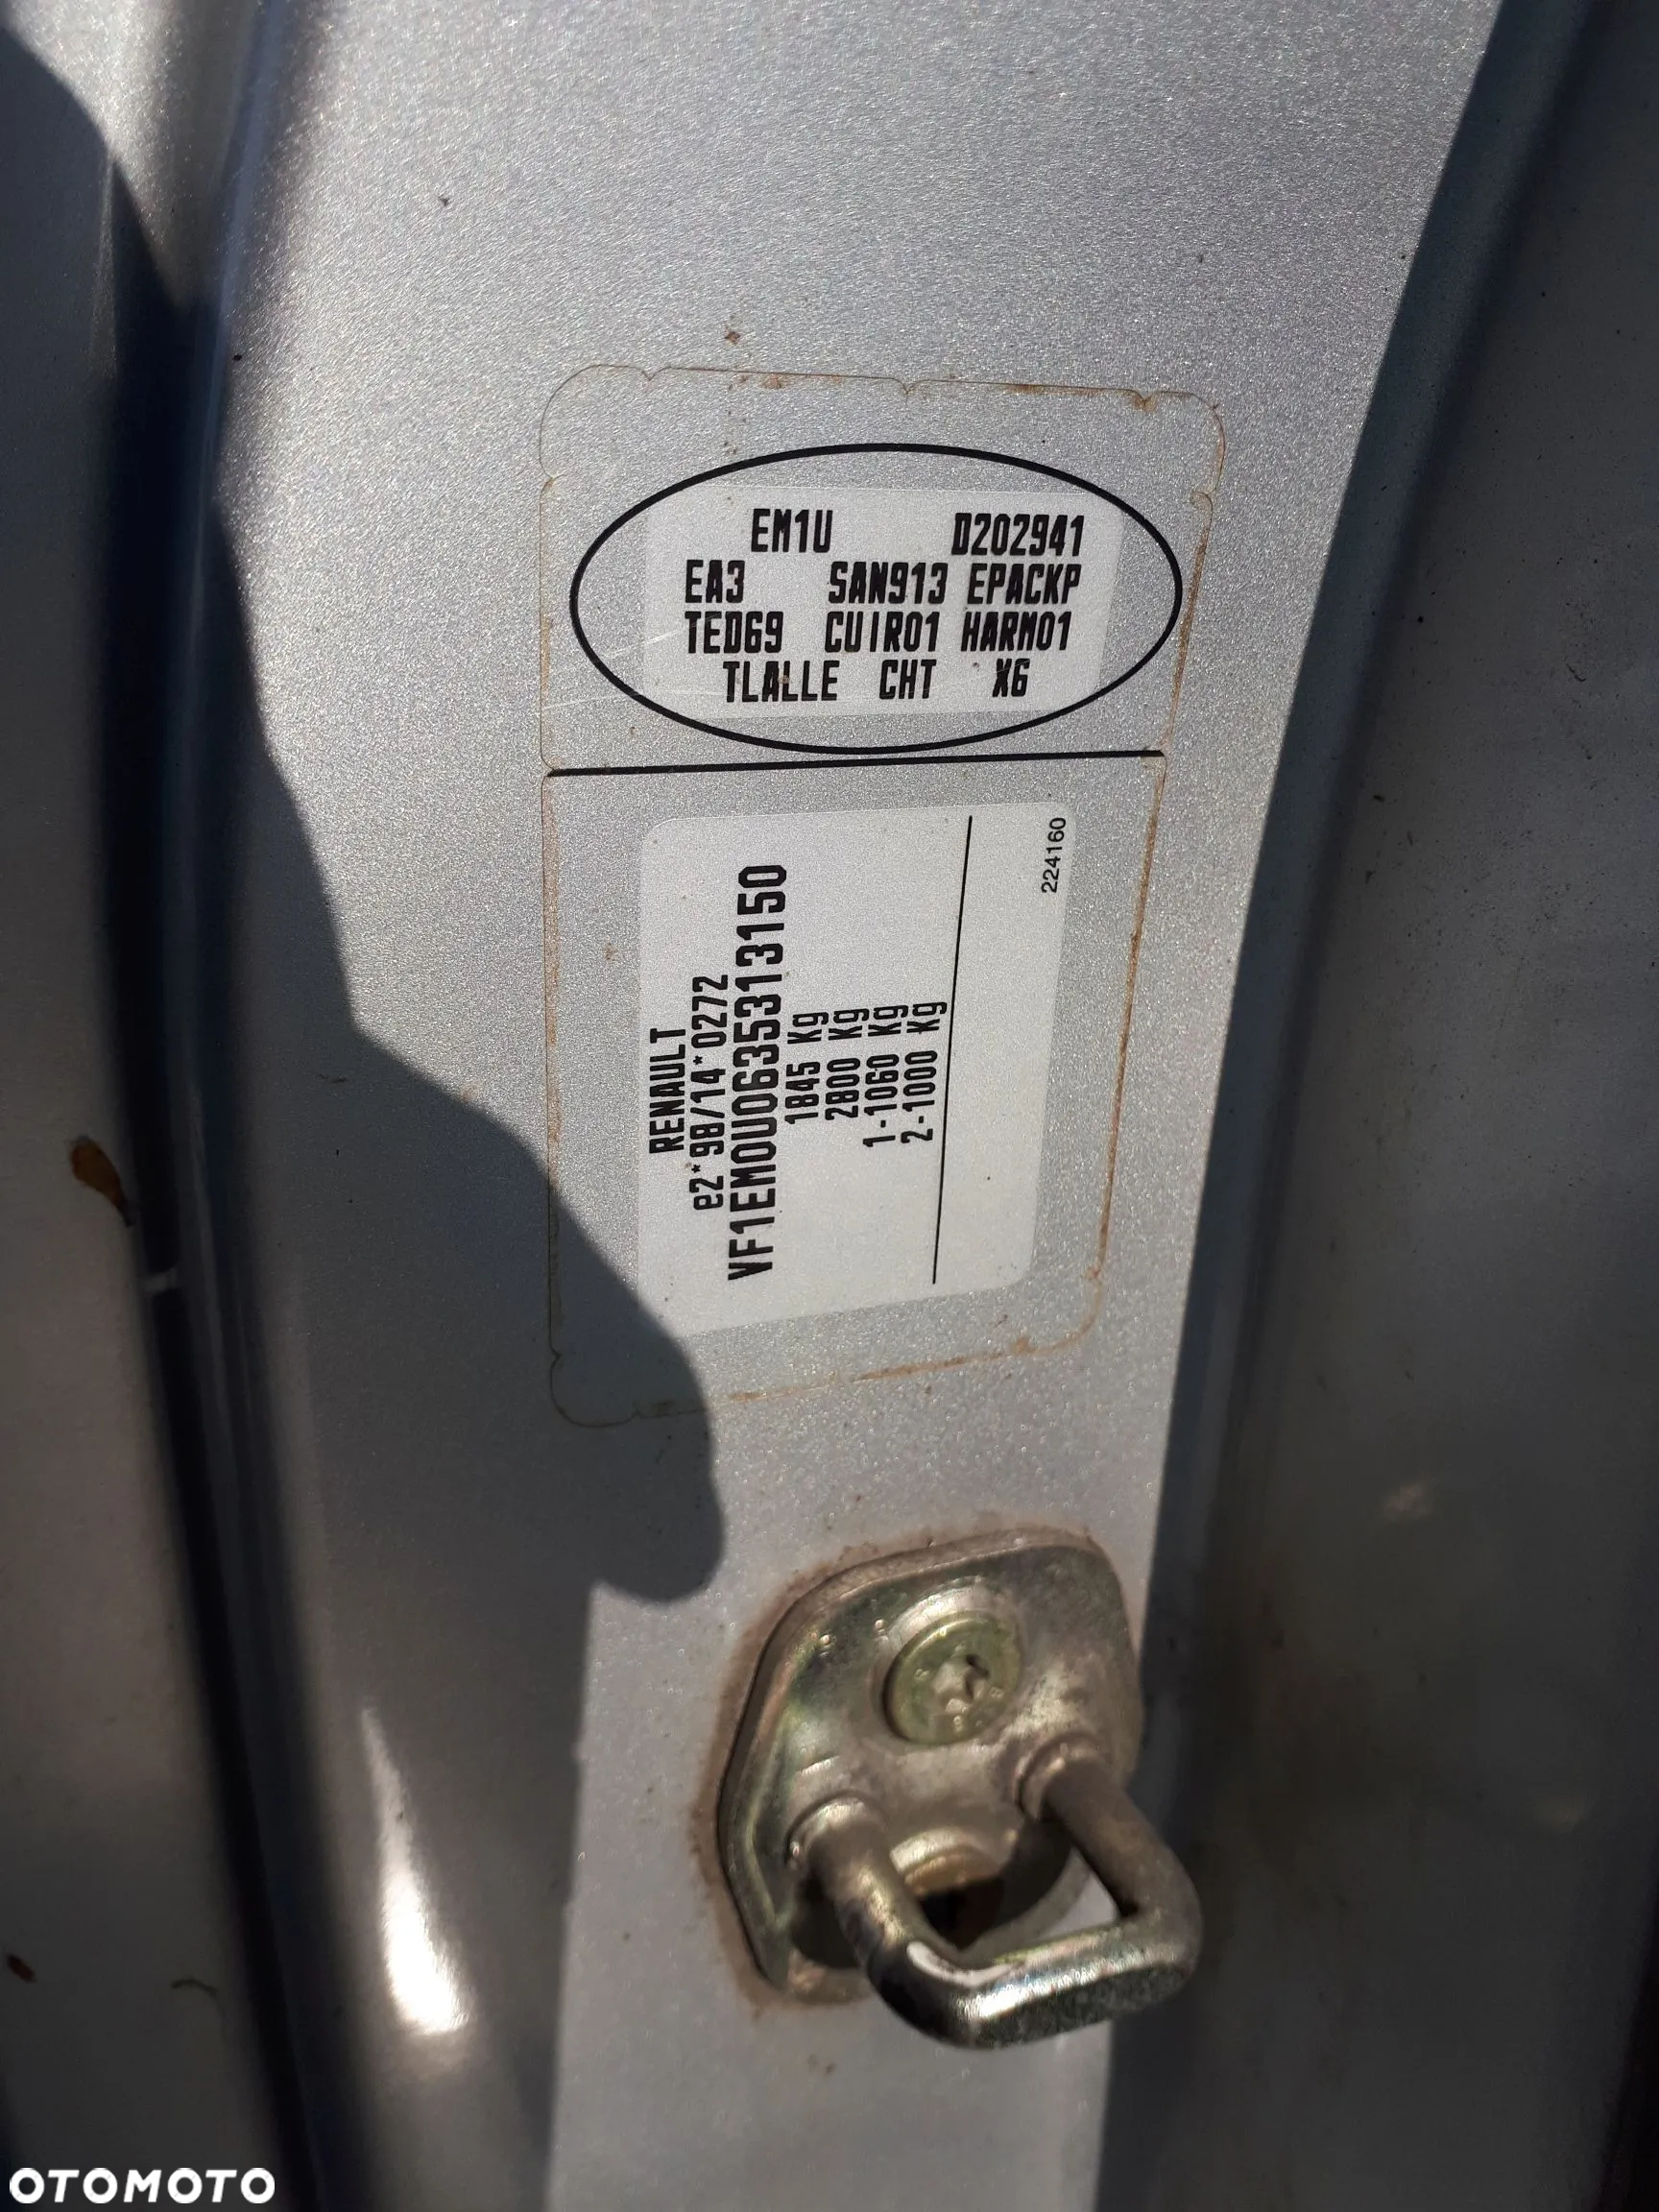 EM1U D202941
EA3 SAN913 EPACKP
TED69 CUIR01 HARM01
TLALLE CHT X6
RENAULT
e2*98/14*0272
VF1EM0U0635313150
1845 Kg
2800 Kg
1-1060 Kg
2-1000 Kg
224160
OTOMOTO